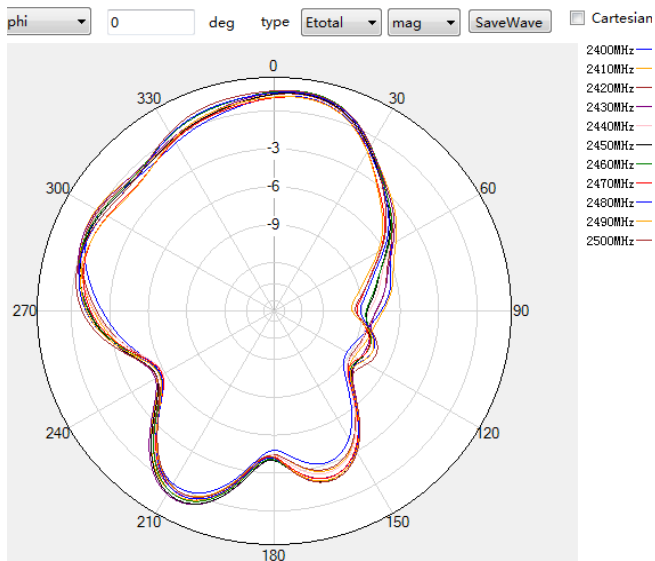 phi 0 deg type Etotal mag SaveWave Cartesian
2400MHz
2410MHz
2420MHz
2430MHz
2440MHz
2450MHz
2460MHz
2470MHz
2480MHz
2490MHz
2500MHz
0
330 30
-3
300 -6 60
-9
270 90
240 120
210 150
180